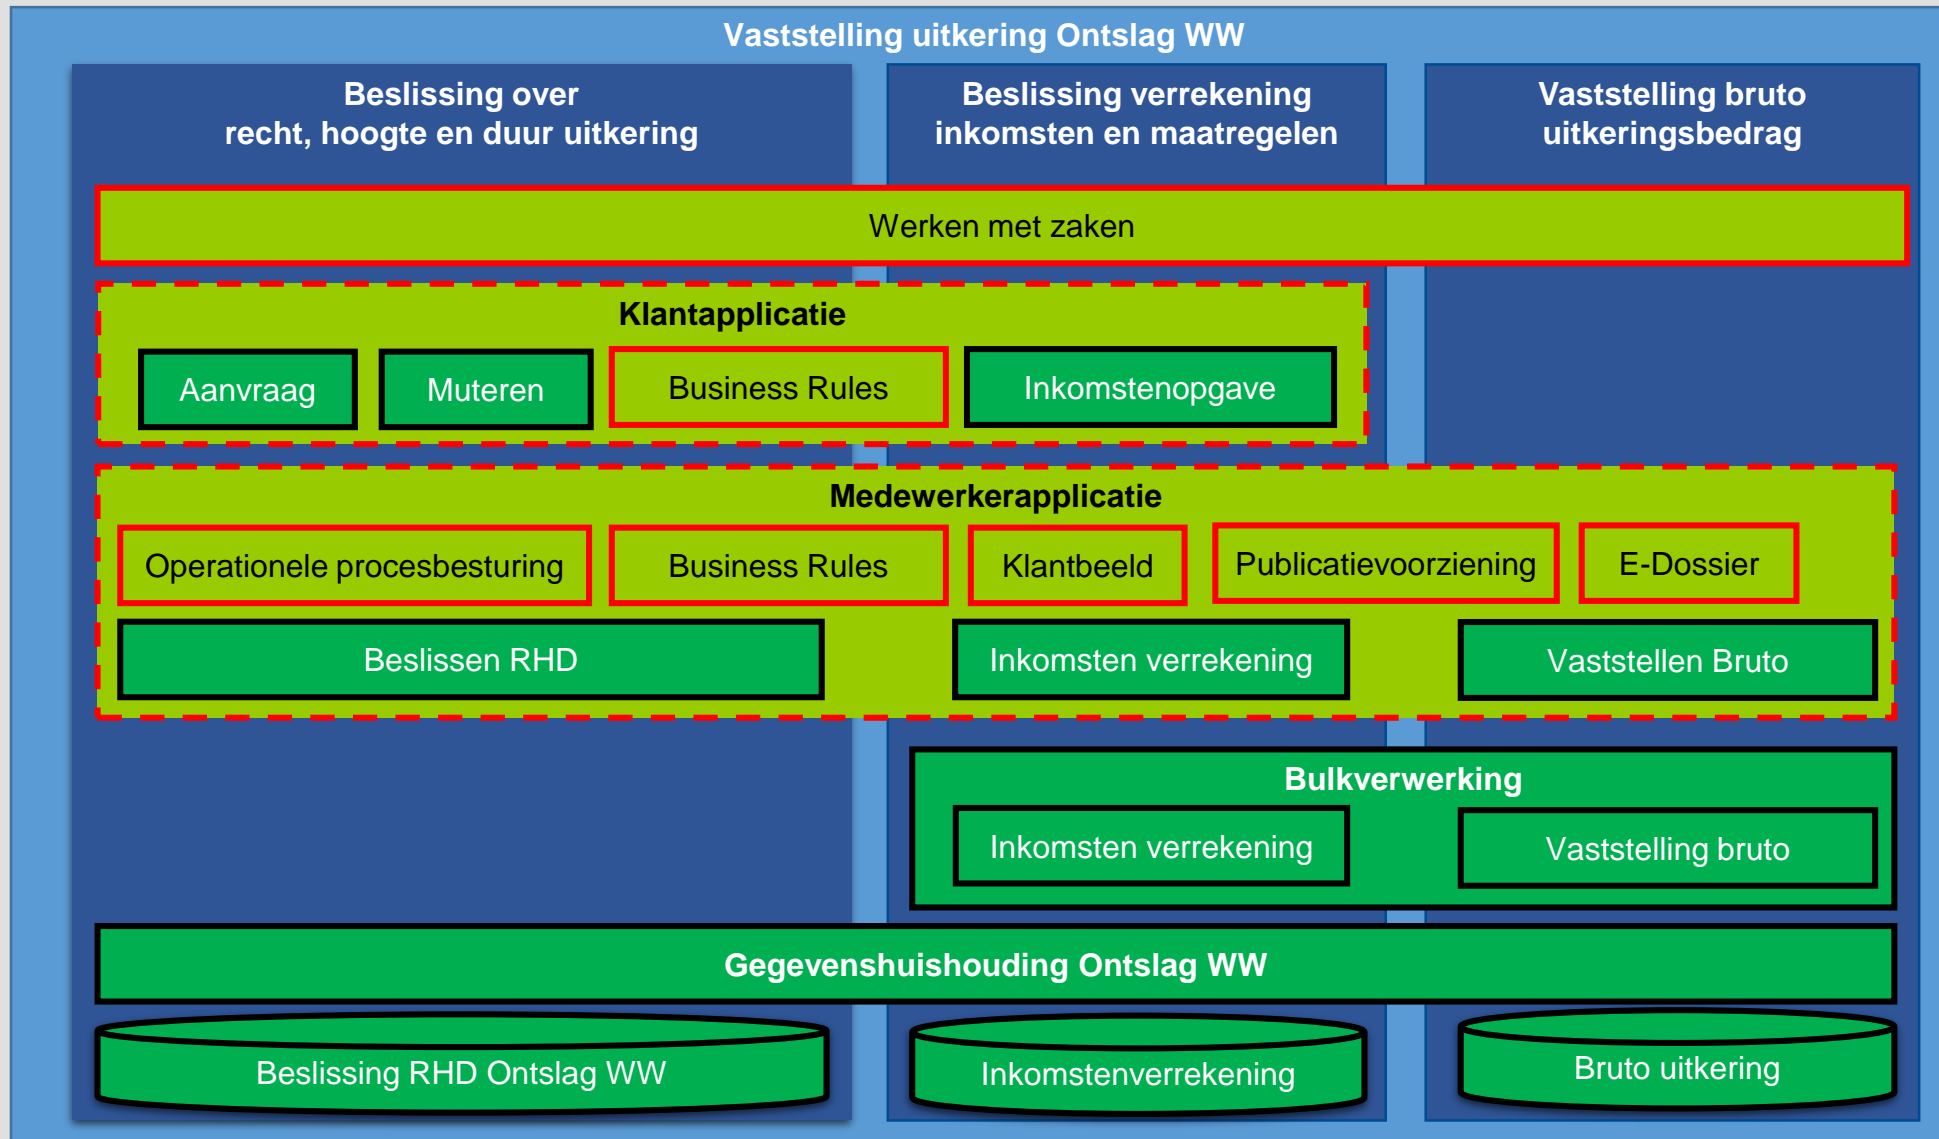 Vaststelling uitkering Ontslag WW
Beslissing over
recht, hoogte en duur uitkering
Beslissing verrekening
inkomsten en maatregelen
Vaststelling bruto
uitkeringsbedrag
Werken met zaken
Klantapplicatie
Aanvraag
Muteren
Business Rules
Inkomstenopgave
Medewerkerapplicatie
Operationele procesbesturing
Business Rules
Klantbeeld
Publicatievoorziening
E-Dossier
Beslissen RHD
Inkomsten verrekening
Vaststellen Bruto
Bulkverwerking
Inkomsten verrekening
Vaststelling bruto
Gegevenshuishouding Ontslag WW
Beslissing RHD Ontslag WW
Inkomstenverrekening
Bruto uitkering